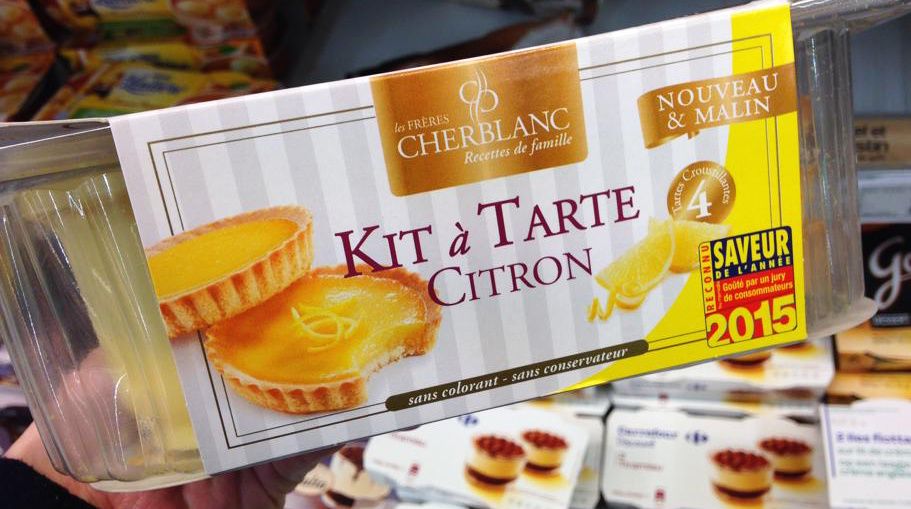 les FRÈRES
CHERBLANC
Recettes de famille
NOUVEAU
& MALIN
Tartes Croustillantes
4
KIT à TARTE
CITRON
RECONNU
SAVEUR
DE L'ANNÉE
Goûté par un jury
de consommateurs
2015
sans colorant - sans conservateur
Carrefour